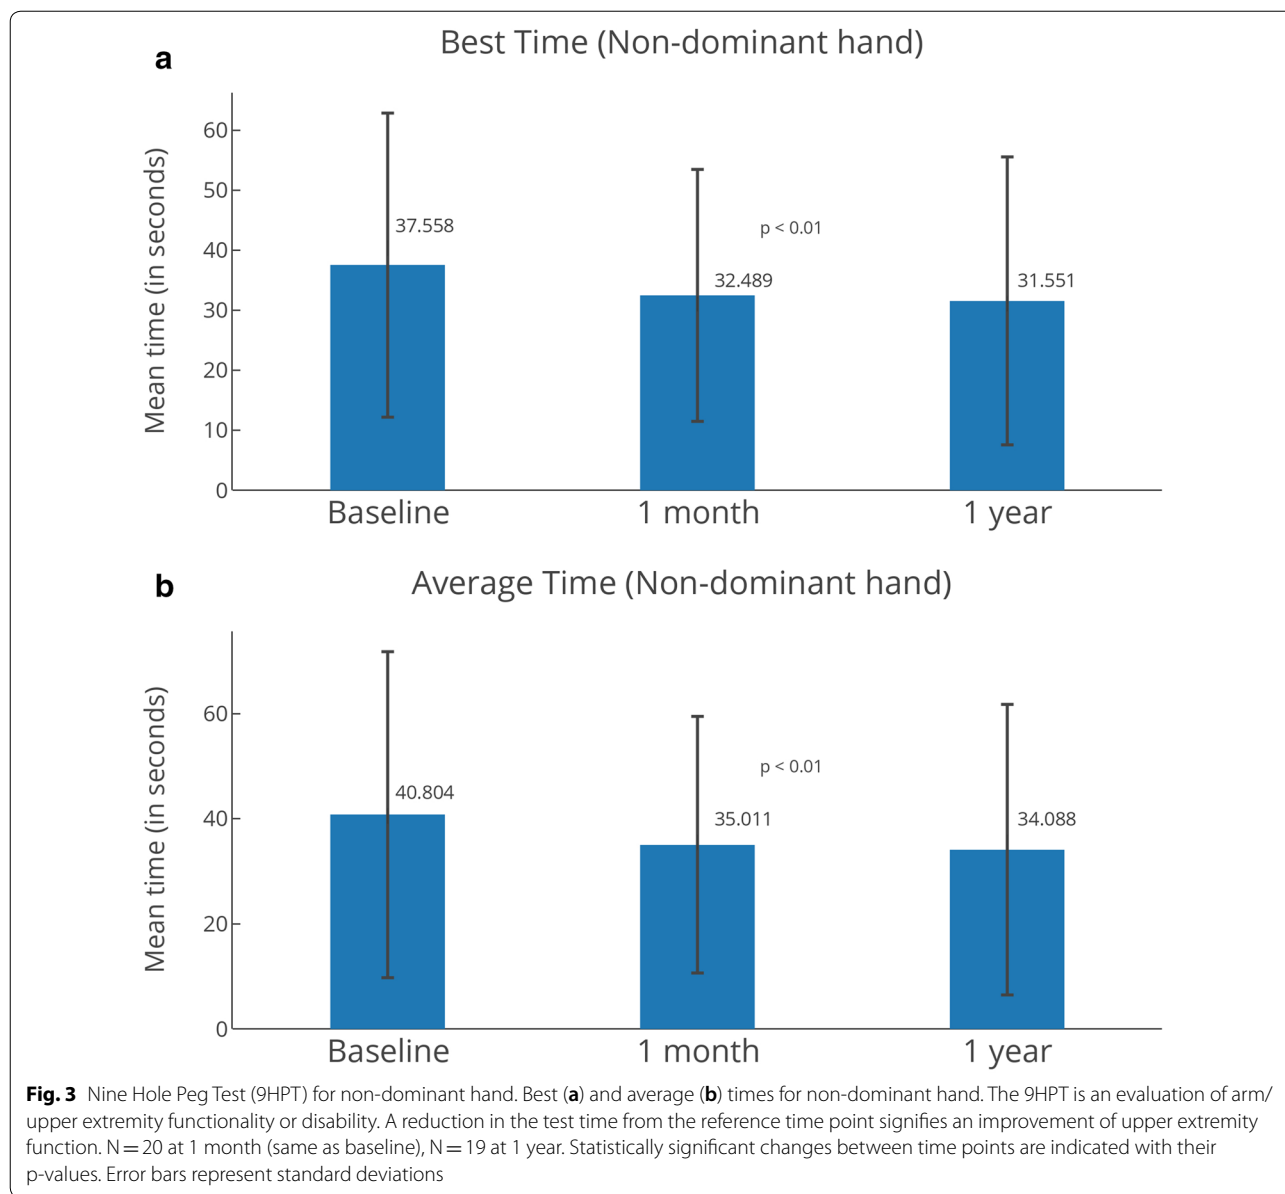 a
Best Time (Non-dominant hand)
Mean time (in seconds)
60
50
40
30
20
10
0
37.558
p < 0.01
32.489
31.551
Baseline
1 month
1 year
b
Average Time (Non-dominant hand)
Mean time (in seconds)
60
40
20
0
40.804
p < 0.01
35.011
34.088
Baseline
1 month
1 year
Fig. 3 Nine Hole Peg Test (9HPT) for non-dominant hand. Best (a) and average (b) times for non-dominant hand. The 9HPT is an evaluation of arm/
upper extremity functionality or disability. A reduction in the test time from the reference time point signifies an improvement of upper extremity
function. N = 20 at 1 month (same as baseline), N = 19 at 1 year. Statistically significant changes between time points are indicated with their
p-values. Error bars represent standard deviations